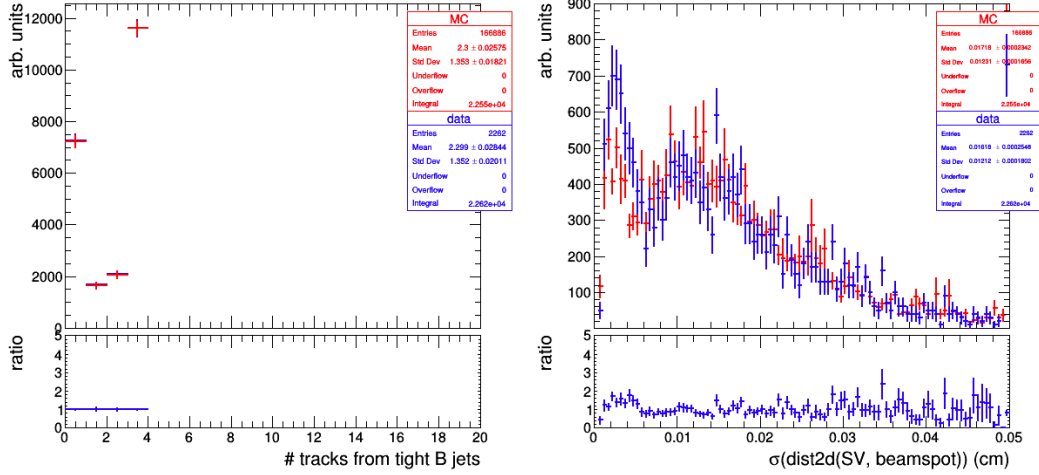 arb. units
12000
10000
8000
6000
4000
2000
0
MC
Entries 166886
Mean 2.3 ± 0.02575
Std Dev 1.353 ± 0.01821
Underflow 0
Overflow 0
Integral 2.255e+04
data
Entries 2262
Mean 2.299 ± 0.02844
Std Dev 1.352 ± 0.02011
Underflow 0
Overflow 0
Integral 2.262e+04
ratio
5
4
3
2
1
0
0 2 4 6 8 10 12 14 16 18 20
# tracks from tight B jets
arb. units
900
800
700
600
500
400
300
200
100
MC
Entries 166886
Mean 0.01718 ± 0.0002342
Std Dev 0.01231 ± 0.0001656
Underflow 0
Overflow 0
Integral 2.255e+04
data
Entries 2262
Mean 0.01618 ± 0.0002548
Std Dev 0.01212 ± 0.0001802
Underflow 0
Overflow 0
Integral 2.262e+04
ratio
5
4
3
2
1
0
0 0.01 0.02 0.03 0.04 0.05
σ(dist2d(SV, beamspot)) (cm)